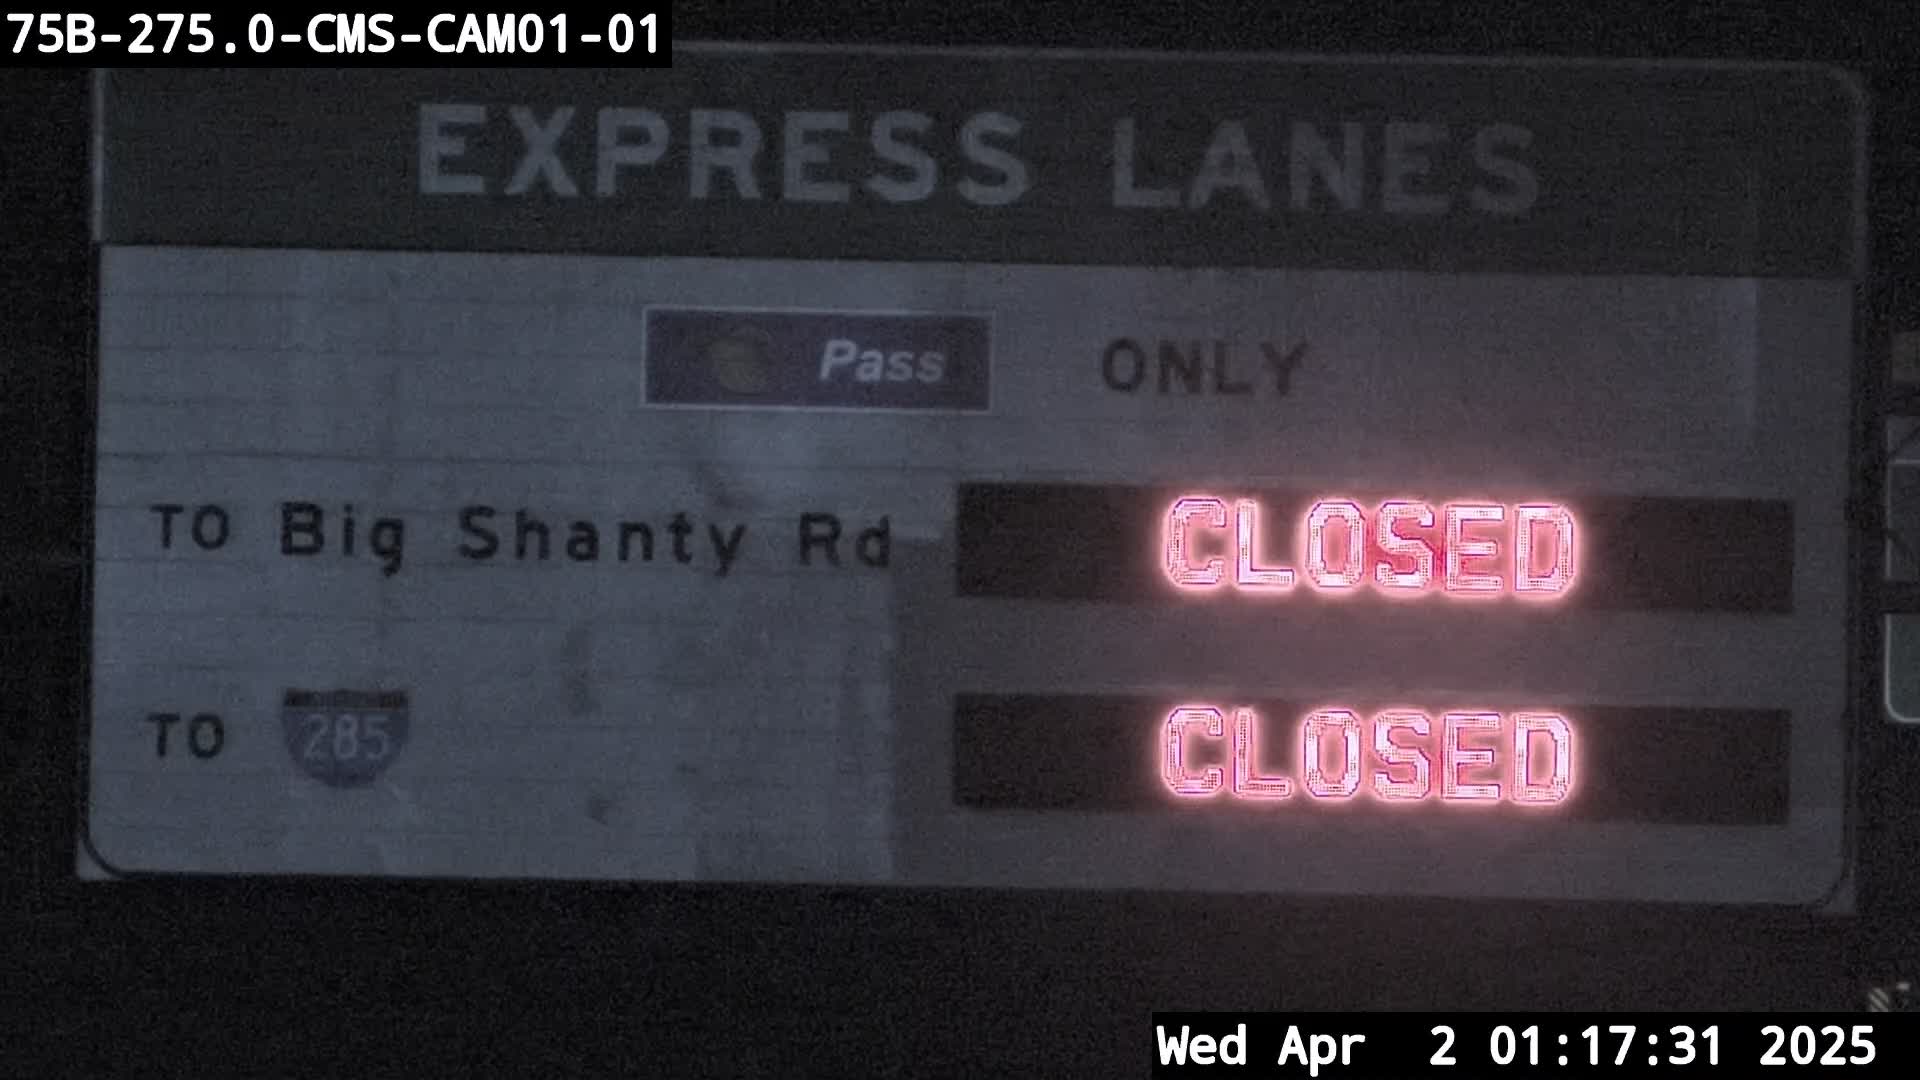 75B-275.0-CMS-CAM01-01
EXPRESS LANES
Pass ONLY
TO Big Shanty Rd CLOSED
TO 285 CLOSED
Wed Apr 2 01:17:31 2025